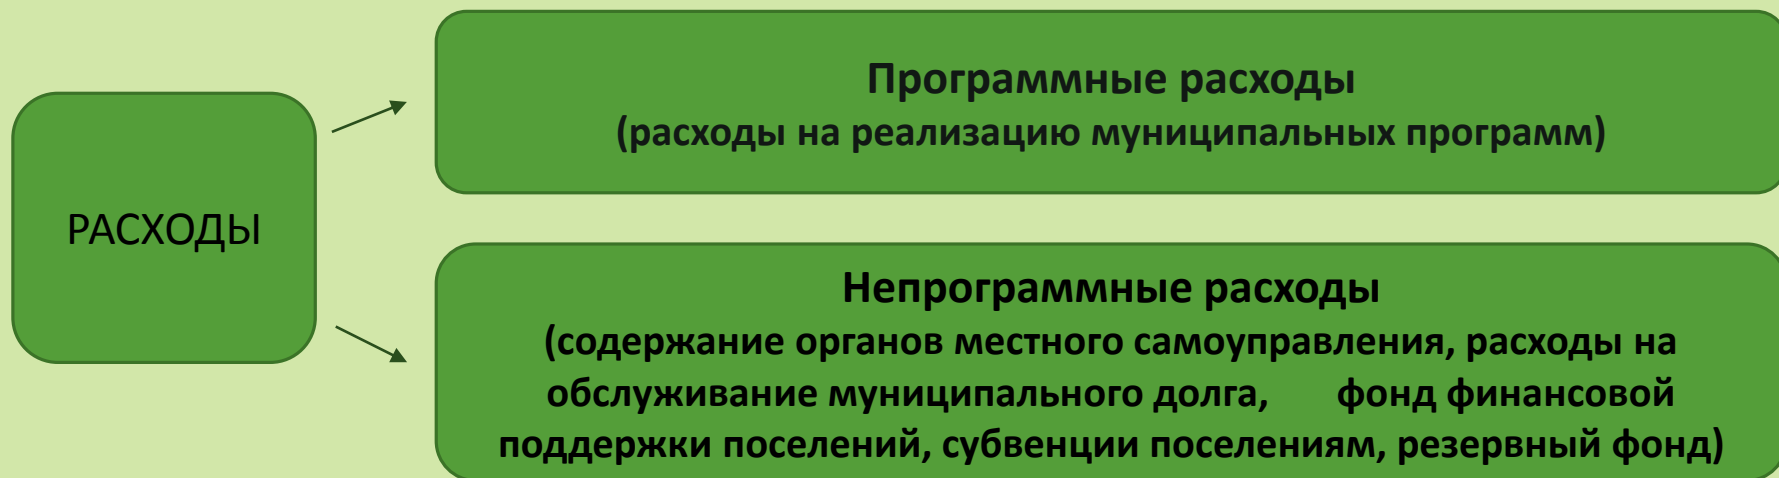 РАСХОДЫ
Программные расходы
(расходы на реализацию муниципальных программ)
Непрограммные расходы
(содержание органов местного самоуправления, расходы на
обслуживание муниципального долга, фонд финансовой
поддержки поселений, субвенции поселениям, резервный фонд)